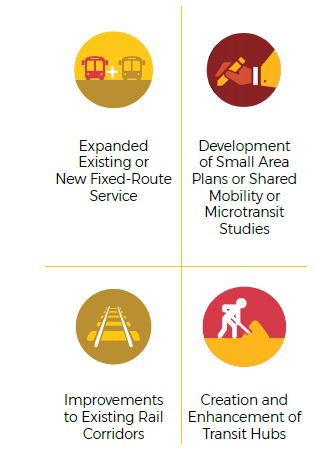 Expanded
Existing or
New Fixed-Route
Service
Development
of Small Area
Plans or Shared
Mobility or
Microtransit
Studies
Improvements
to Existing Rail
Corridors
Creation and
Enhancement of
Transit Hubs